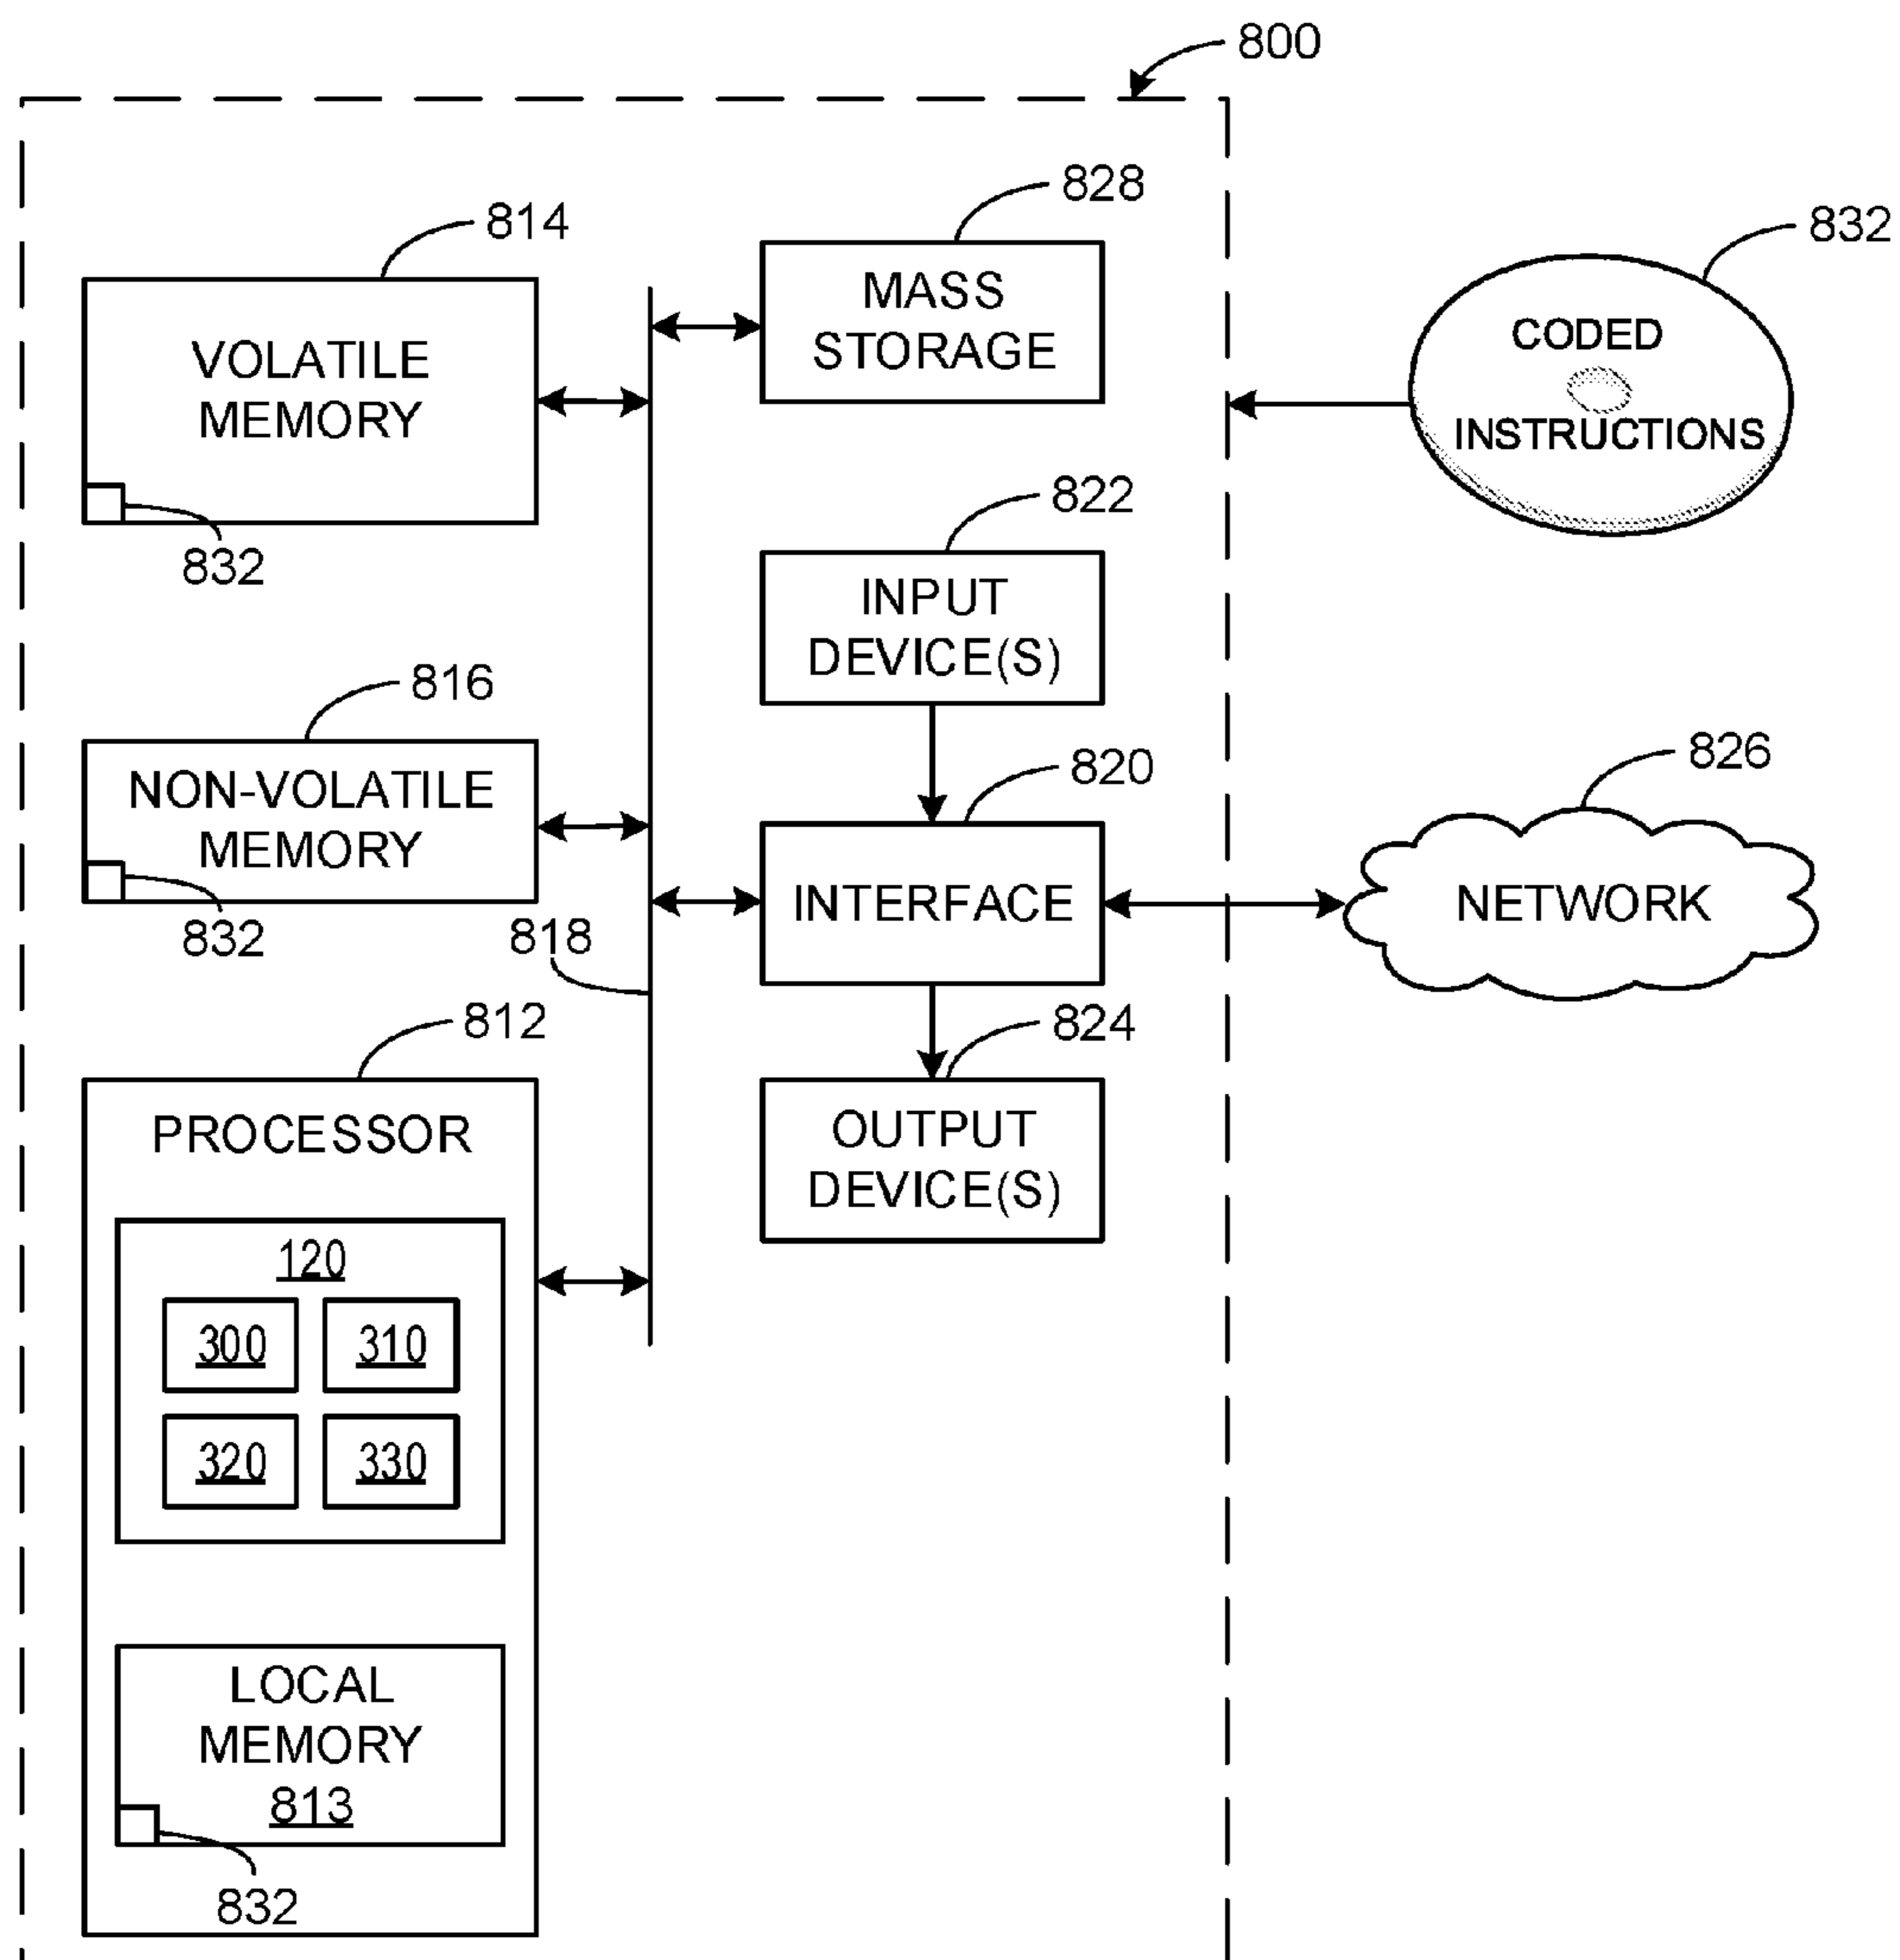 800
828
814
832
MASS
STORAGE
CODED
INSTRUCTIONS
VOLATILE
MEMORY
822
832
INPUT
DEVICE(S)
816
820
826
NON-VOLATILE
MEMORY
INTERFACE
NETWORK
832
818
812
824
PROCESSOR
OUTPUT
DEVICE(S)
120
300
310
320
330
LOCAL
MEMORY
813
832